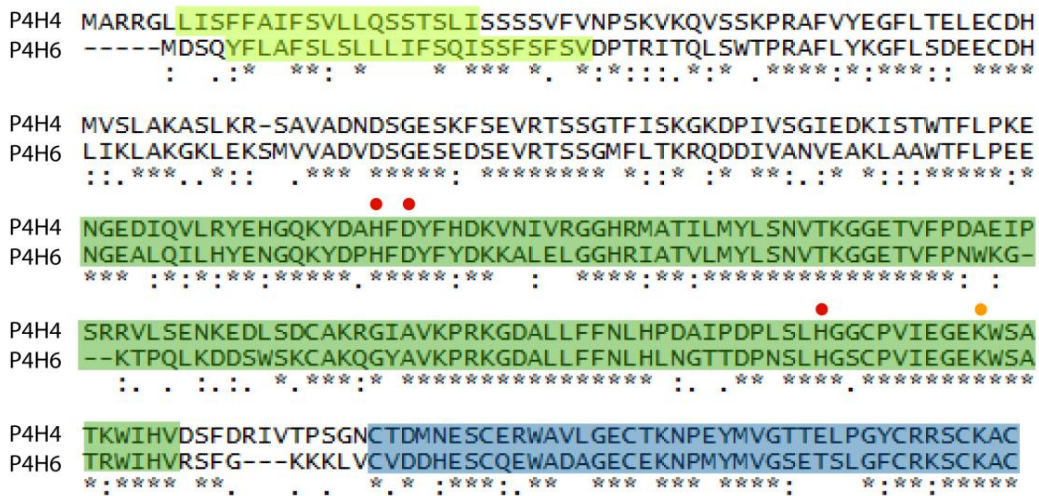 P4H4 MARRGLLISFFAIFSVLLQSSTSLISSSSVFVNPSKVKQVSSKPRAFVYEGFLTELECDH
P4H6 -----MDSQYFLAFSLSLLLIFSQISSFSFSVDPTRITQLSWTPRAFLYKGFLSDEECDH
: .:* **: * * *** *. *:*:::.*:* .****:*:***:: ****
P4H4 MVSLAKASLKR-SAVADNDSGESKFSEVRTSSGTFISKGKDPIVSGIEDKISTWTFLPKE
P4H6 LIKLAKGKLEKSMVVADVDSGESEDSEVRTSSGMFLTKRQDDIVANVEAKLAAWTFLPEE
::.***..*:: .*** *****: ******** *::* :* **:.:* *:::*****:*
P4H4 NGEDIQVLRYEHGQKYDAHFDYFHDKVNIVRGGHRMATILMYLSNVTKGGETVFPDAEIP
P4H6 NGEALQILHYENGQKYDPHFDYFYDKKALELGGHRIATVLMYLSNVTKGGETVFPNWKG-
*** :*:*:**:*****.*****:** : ****:**:****************: :
P4H4 SRRVLSENKEDLSDCAKRGIAVKPRKGDALLFFNLHPDAIPDPLSLHGGCPVIEGEKWSA
P4H6 --KTPQLKDDSWSKCAKQGYAVKPRKGDALLFFNLHLNGTTDPNSLHGSCPVIEGEKWSA
:. . :.:. *.***:* **************** :. .** ****.***********
P4H4 TKWIHVDSFDRIVTPSGNCTDMNESCERWAVLGECTKNPEYMVGTTELPGYCRRSCKAC
P4H6 TRWIHVRSFG---KKKLVCVDDHESCQEWADAGECEKNPMYMVGSETSLGFCRKSCKAC
*:**** **. . . *.* :***:.** *** *** ****: *:**:*****